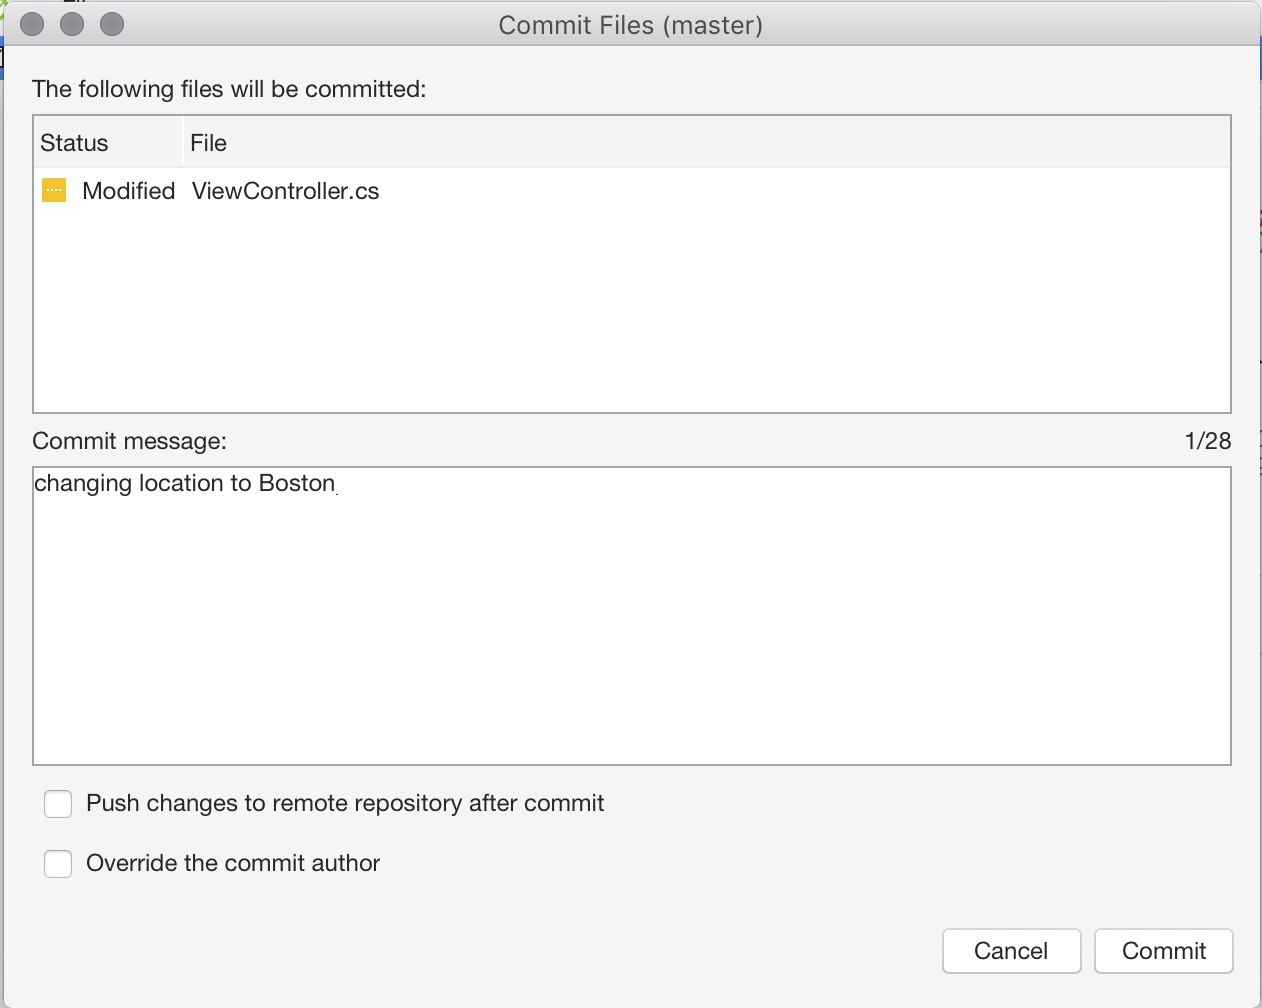 Commit Files (master)
The following files will be committed:
Status File
Modified ViewController.cs
Commit message: 1/28
changing location to Boston
Push changes to remote repository after commit
Override the commit author
Cancel Commit